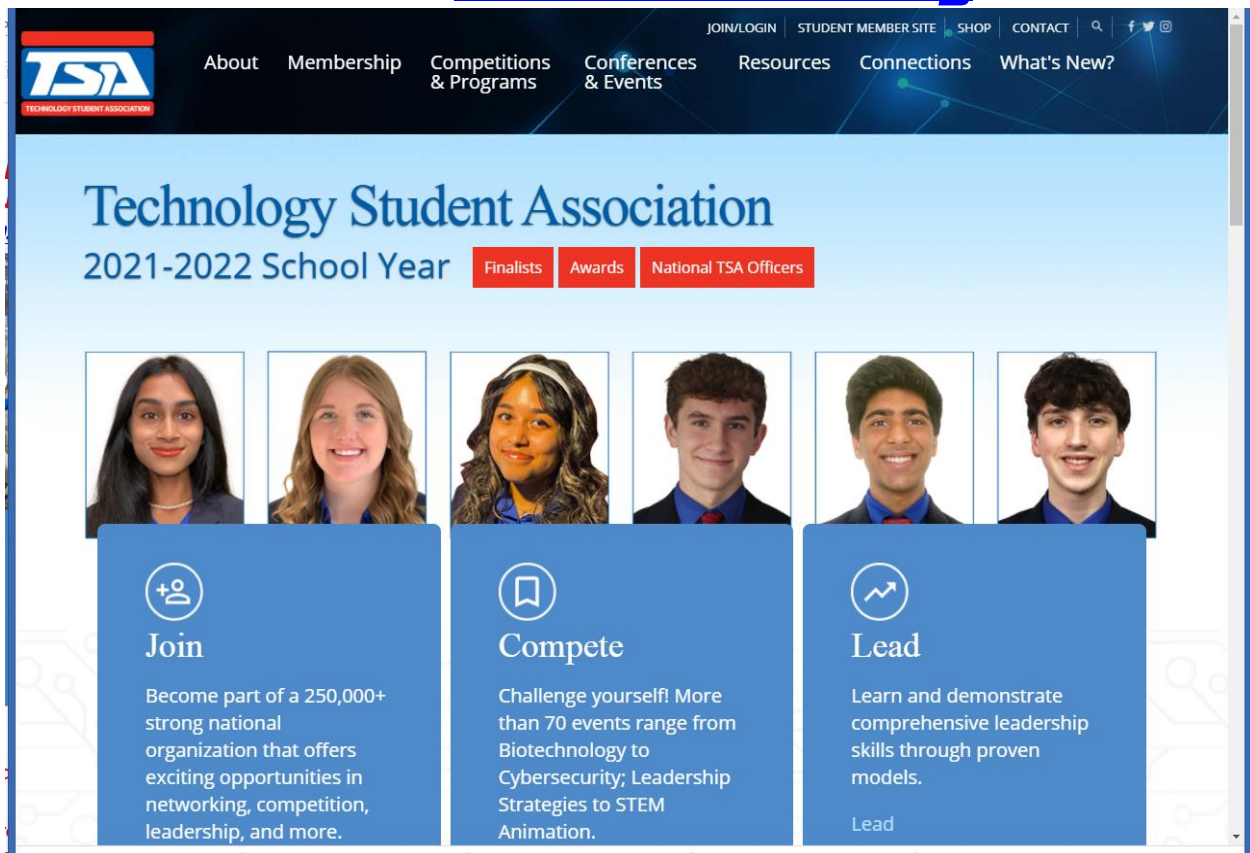 JOIN/LOGIN STUDENT MEMBER SITE SHOP CONTACT
TSA
TECHNOLOGY STUDENT ASSOCIATION
About Membership Competitions & Programs Conferences & Events Resources Connections What's New?
Technology Student Association
2021-2022 School Year Finalists Awards National TSA Officers
Join
Become part of a 250,000+
strong national
organization that offers
exciting opportunities in
networking, competition,
leadership, and more.
Compete
Challenge yourself! More
than 70 events range from
Biotechnology to
Cybersecurity; Leadership
Strategies to STEM
Animation.
Lead
Learn and demonstrate
comprehensive leadership
skills through proven
models.
Lead